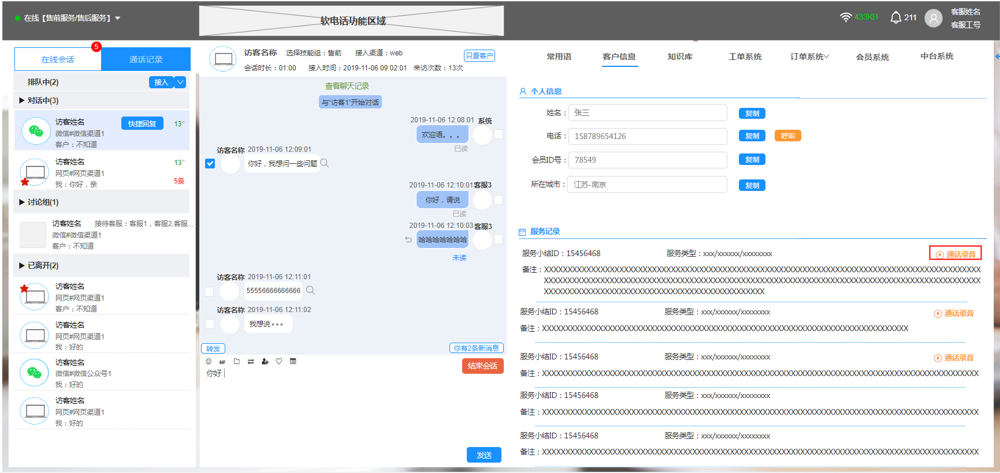 在线【售前服务/售后服务】
软电话功能区域
433KB
211
客服姓名
客服工号
在线会话
5
通话记录
排队中(2)
接入
对话中(3)
访客姓名
快捷回复
13''
微信#微信渠道1
客户：不知道
访客姓名
13''
网页#网页渠道1
我：你好，亲
5条
讨论组(1)
访客姓名 接待客服：客服1，客服2,客服...
微信#微信渠道1
客户：不知道
已离开(2)
访客姓名
网页#网页渠道1
客户：不知道
访客姓名
网页#网页渠道1
我：好的
访客姓名
微信#微信公众号1
我：好的
访客姓名
网页#网页渠道1
我：好的
访客名称 选择技能组：售前 接入渠道：web
只看客户
会话时长：01:00 接入时间：2019-11-06 09:02:01 来访次数：13次
查看聊天记录
与“访客1”开始对话
2019-11-06 12:08:01 系统
欢迎语。。。
已读
访客名称 2019-11-06 12:09:01
你好，我想问一些问题
2019-11-06 12:10:01 客服3
你好，请说
已读
2019-11-06 12:10:03 客服3
哈哈哈哈哈哈哈
未读
访客名称 2019-11-06 12:11:01
55556666666666
访客名称 2019-11-06 12:11:02
我想说•••
转发
你有2条新消息
GIF
结束会话
你好
发送
常用语 客户信息 知识库 工单系统 订单系统 会员系统 中台系统
个人信息
姓名： 张三 复制
电话： 158789654126 复制 呼叫
会员ID号： 78549 复制
所在城市： 江苏-南京 复制
服务记录
服务小结ID：15456468 服务类型：xxx/xxxxxx/xxxxxxxx 通话录音
备注：XXXXXXXXXXXXXXXXXXXXXXXXXXXXXXXXXXXXXXXXXXXXXXXXXXXXXXXXXXXXXXXXXXXXXXXXXXXXXXXXXXXXXXXXXXX
XXXXXXXXXXXXXXXXXXXXXXXXXXXXXXXXXXXXXXXXXXXXXXXXXXXXXXXXXXXXXXXXXXXXXXXXXXXXXXXXXXXXXXXXXXX
XXXXXXXXXXXXXXXXXXXXXXXXXXXXXXXXXXXXXXXXXXXXXX
服务小结ID：15456468 服务类型：xxx/xxxxxx/xxxxxxxx 通话录音
备注：XXXXXXXXXXXXXXXXXXXXXXXXXXXXXXXXXXXXXXXXXXXXXXXXXXXXXXXXXXXXXXXXXXXXXXXXXXXX
服务小结ID：15456468 服务类型：xxx/xxxxxx/xxxxxxxx 通话录音
备注：XXXXXXXXXXXXXXXXXXXXXXXXXXXXXXXXXXXXXXXXXXXXXXXXXXXXXXXXXXXXXXXXXXXXXXXXXXXXXXXXXXXXXXXXXXX
服务小结ID：15456468 服务类型：xxx/xxxxxx/xxxxxxxx
备注：XXXXXXXXXXXXXXXXXXXXXXXXXXXXXXXXXXXXXXXXXXXXXXXXXXXXXXXXXXXXXXXXXXXXXXXXXXXXXXXXXXXXXXXXXXX
服务小结ID：15456468 服务类型：xxx/xxxxxx/xxxxxxxx
备注：XXXXXXXXXXXXXXXXXXXXXXXXXXXXXXXXXXXXXXXXXXXXXXXXXXXXXXXXXXXXXXXXXXXXXXXXXXXXXXXXXXXXXXXXXXX